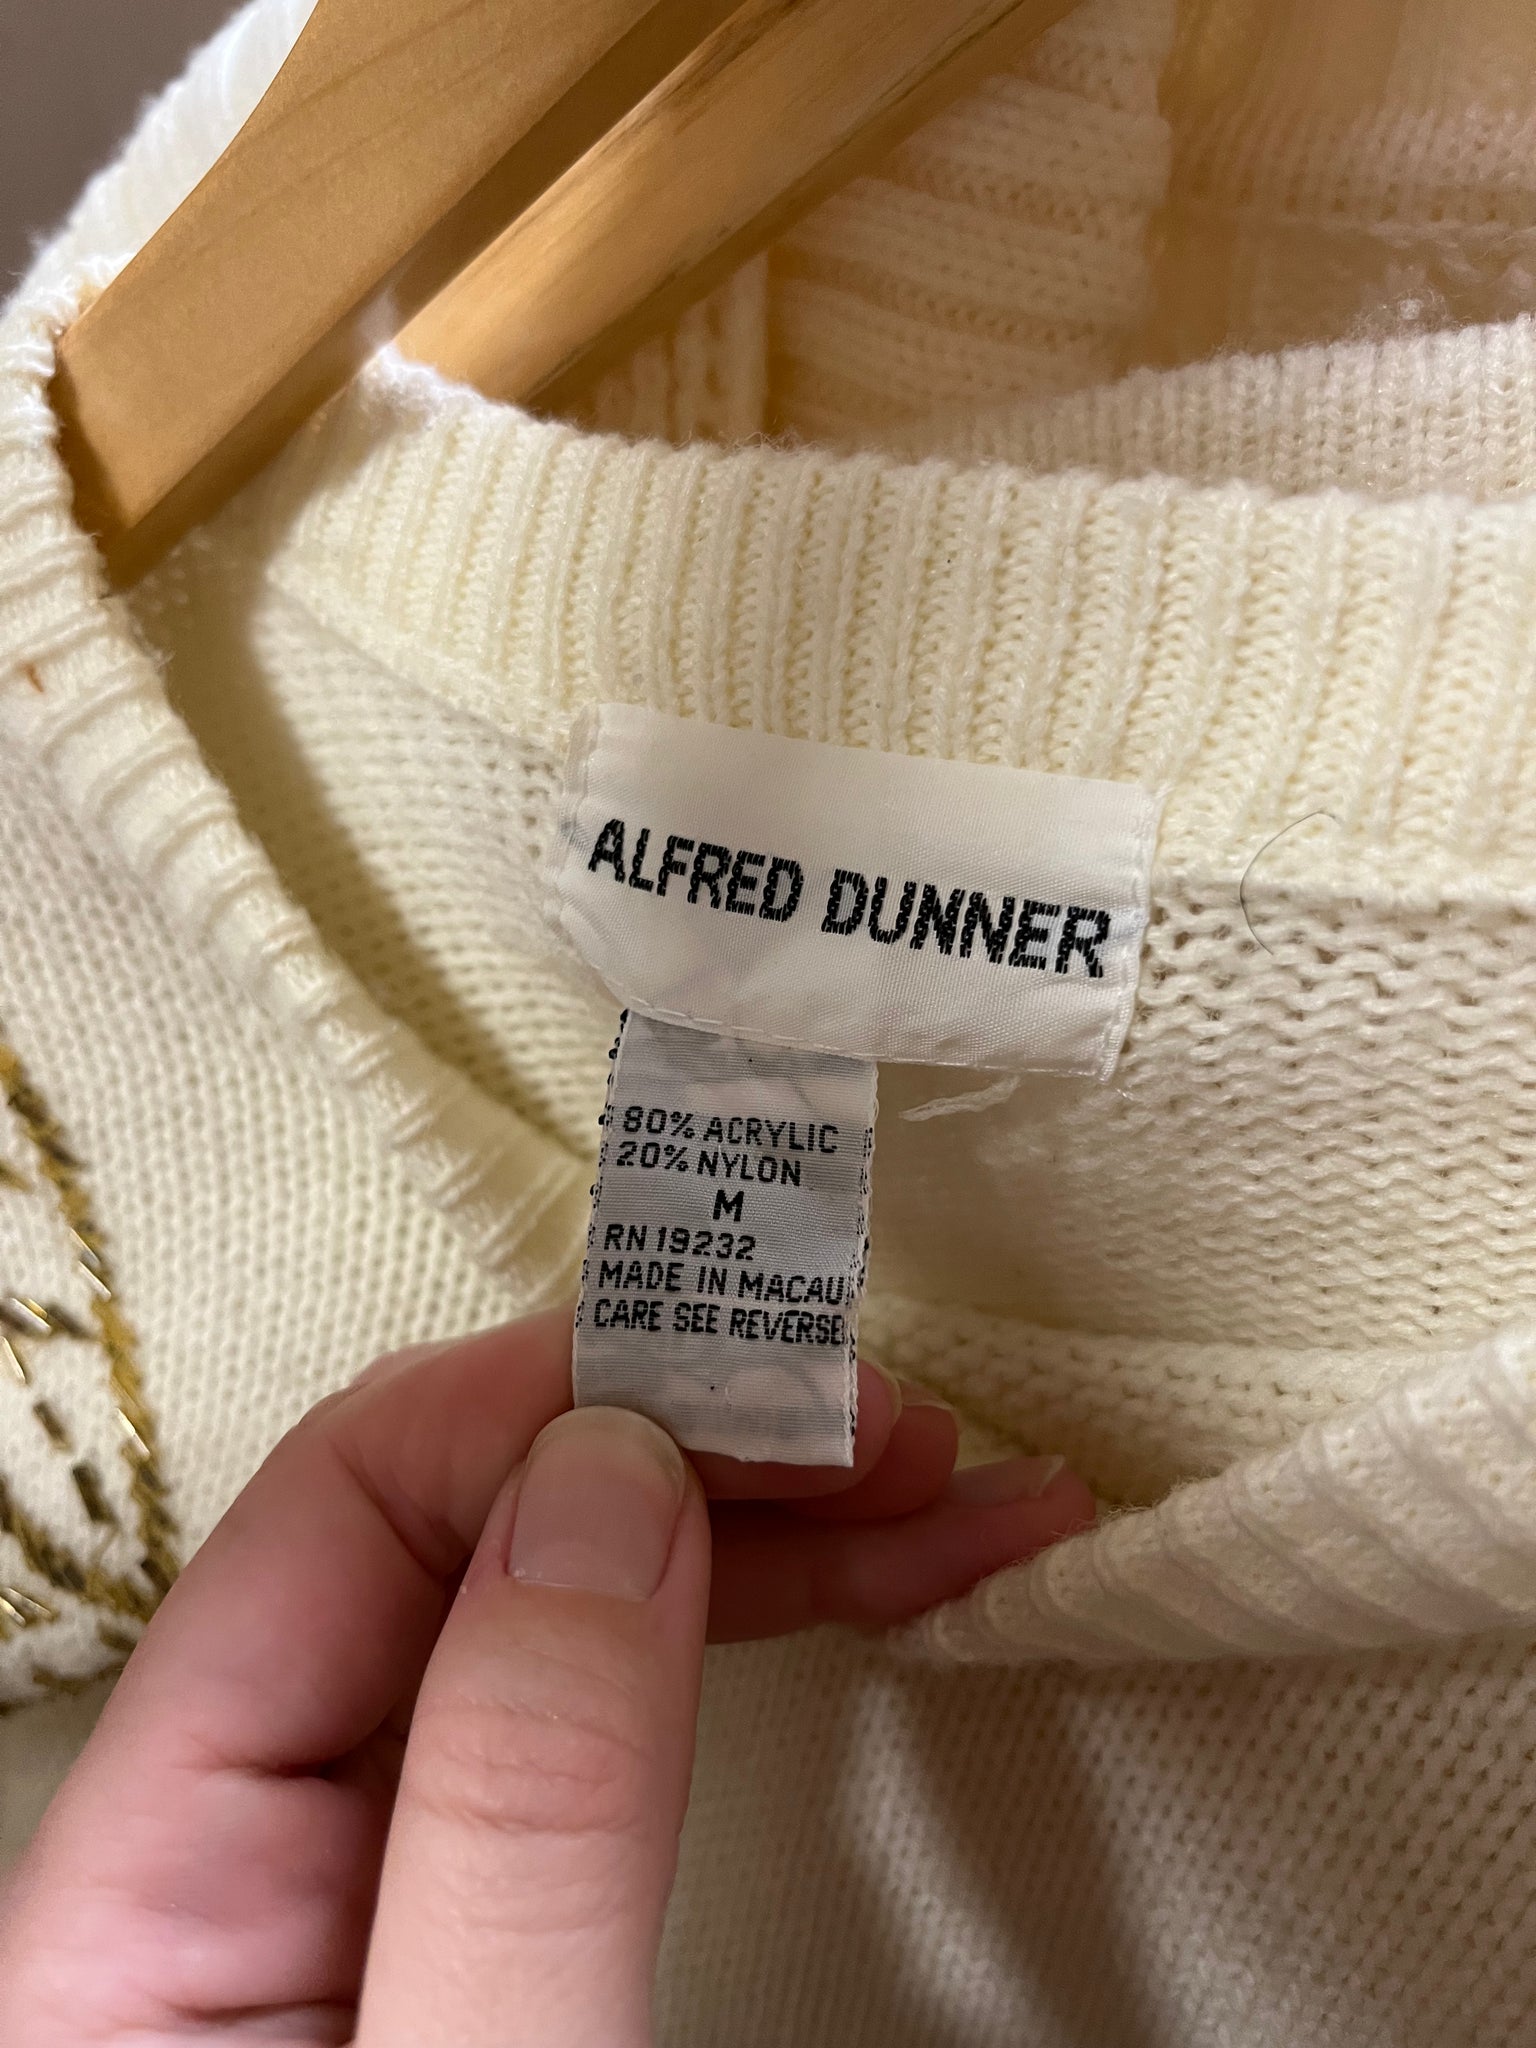 ALFRED DUNNER
80% ACRYLIC
20% NYLON
M
RN 19232
MADE IN MACAU
CARE SEE REVERSE